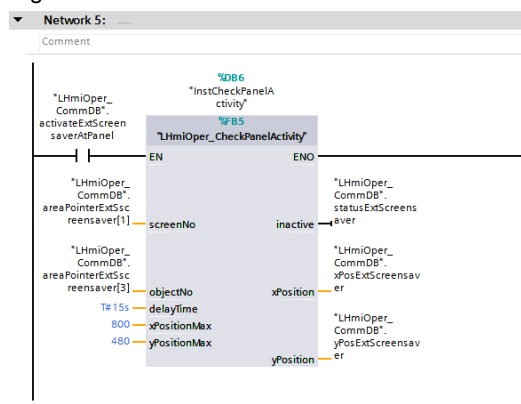 Network 5: .....
Comment
%DB6
"InstCheckPanelA
ctivity"
"LHmiOper_
CommDB".
activateExtScreen
saverAtPanel
%FB5
"LHmiOper_CheckPanelActivity"
EN
ENO
"LHmiOper_
CommDB".
areaPointerExtSsc
reensaver[1]
screenNo
inactive
"LHmiOper_
CommDB".
statusExtScreens
aver
"LHmiOper_
CommDB".
areaPointerExtSsc
reensaver[3]
objectNo
xPosition
"LHmiOper_
CommDB".
xPosExtScreensav
er
T#15s
delayTime
800
xPositionMax
480
yPositionMax
yPosition
"LHmiOper_
CommDB".
yPosExtScreensav
er